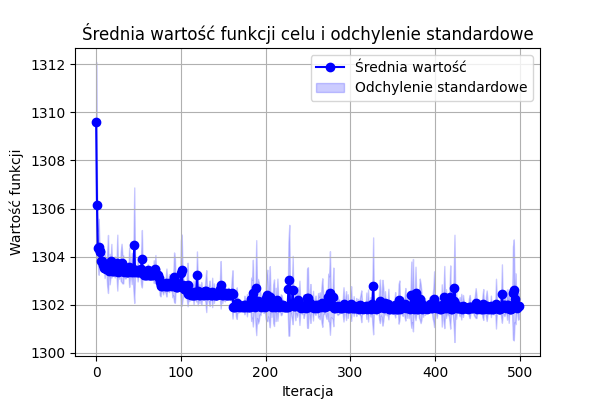 Średnia wartość funkcji celu i odchylenie standardowe
Średnia wartość
Odchylenie standardowe
Wartość funkcji
1312
1310
1308
1306
1304
1302
1300
0 100 200 300 400 500
Iteracja